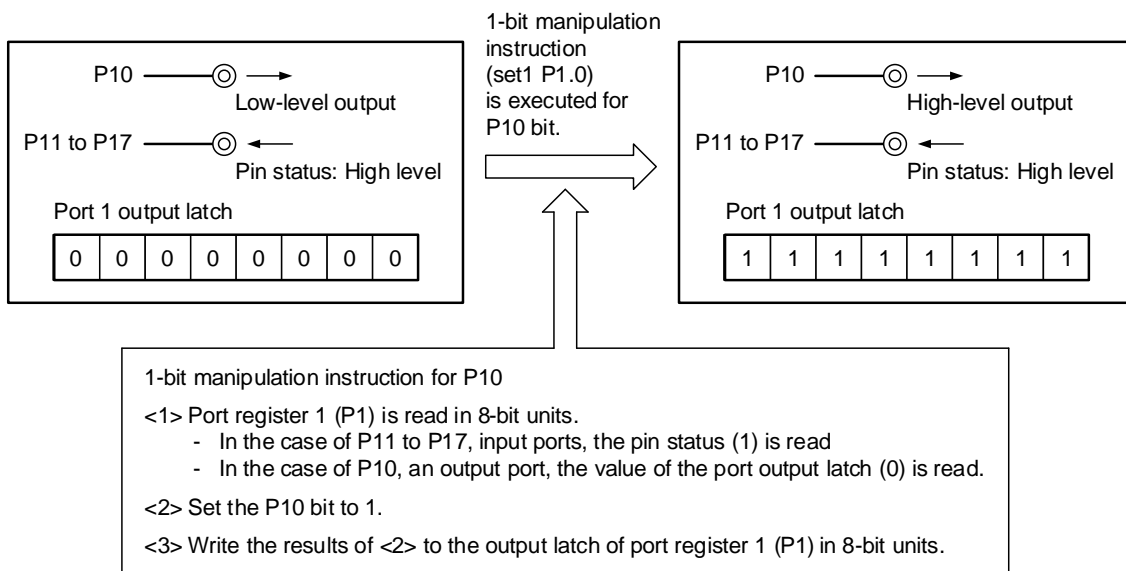 1-bit manipulation
instruction
(set1 P1.0)
is executed for
P10 bit.
P10
Low-level output
P11 to P17
Pin status: High level
Port 1 output latch
0 0 0 0 0 0 0 0
P10
High-level output
P11 to P17
Pin status: High level
Port 1 output latch
1 1 1 1 1 1 1 1
1-bit manipulation instruction for P10
<1> Port register 1 (P1) is read in 8-bit units.
- In the case of P11 to P17, input ports, the pin status (1) is read
- In the case of P10, an output port, the value of the port output latch (0) is read.
<2> Set the P10 bit to 1.
<3> Write the results of <2> to the output latch of port register 1 (P1) in 8-bit units.